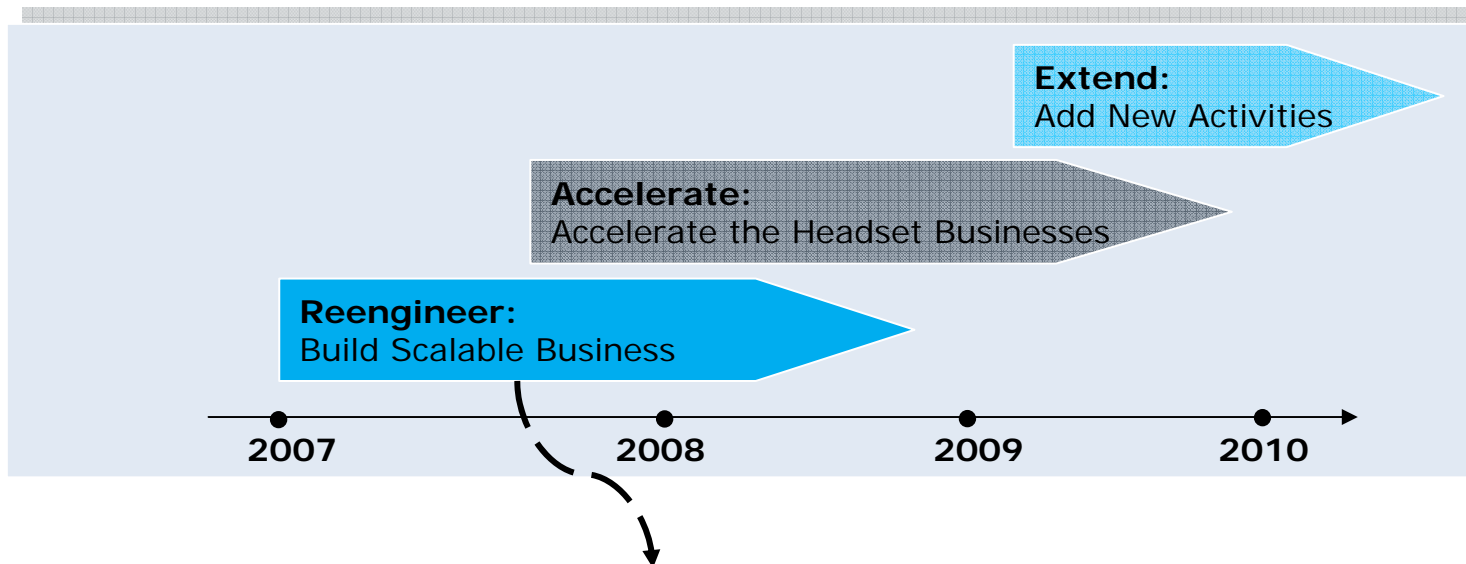 Extend:
Add New Activities
Accelerate:
Accelerate the Headset Businesses
Reengineer:
Build Scalable Business
2007 2008 2009 2010